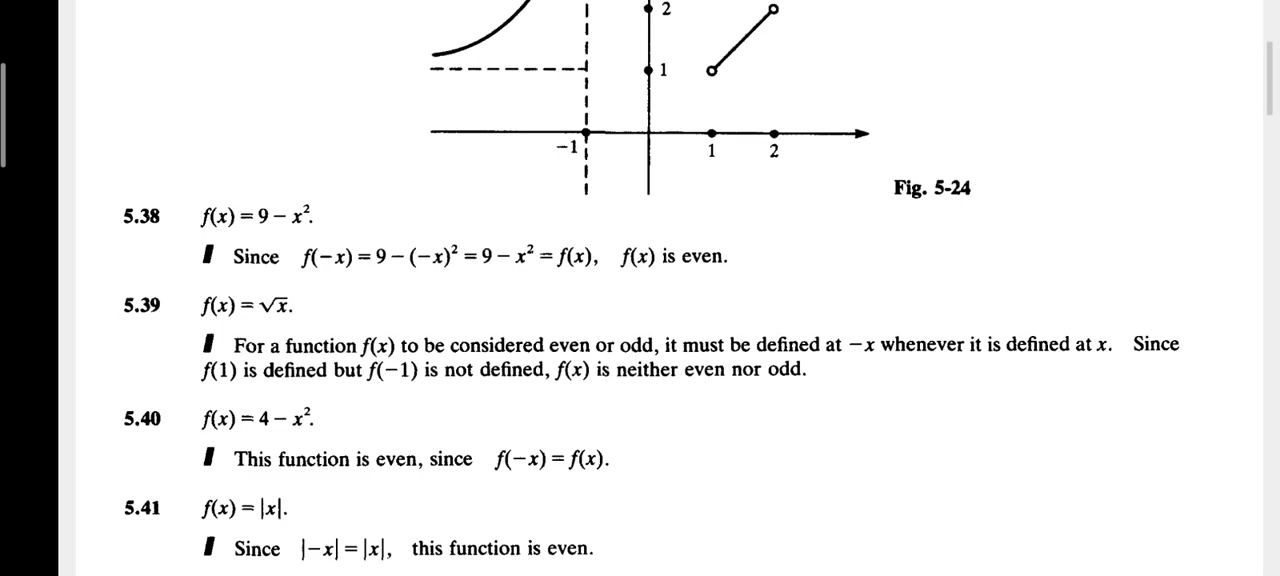 2
1
−1
1
2
Fig. 5-24
5.38 f(x) = 9 − x².
Since f(−x) = 9 − (−x)² = 9 − x² = f(x), f(x) is even.
5.39 f(x) = √x.
For a function f(x) to be considered even or odd, it must be defined at −x whenever it is defined at x. Since
f(1) is defined but f(−1) is not defined, f(x) is neither even nor odd.
5.40 f(x) = 4 − x².
This function is even, since f(−x) = f(x).
5.41 f(x) = |x|.
Since |−x| = |x|, this function is even.